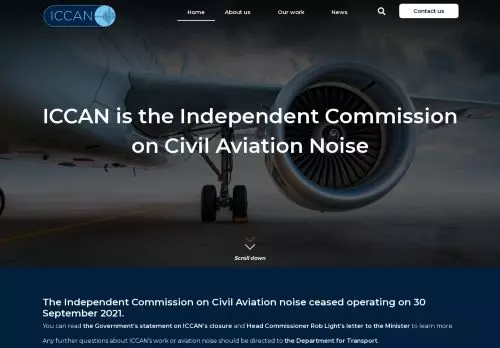 ICCAN
Home
About us
Our work
News
Contact us
ICCAN is the Independent Commission
on Civil Aviation Noise
Scroll down
The Independent Commission on Civil Aviation noise ceased operating on 30
September 2021.
You can read the Government's statement on ICCAN's closure and Head Commissioner Rob Light's letter to the Minister to learn more.
Any further questions about ICCAN's work or aviation noise should be directed to the Department for Transport.